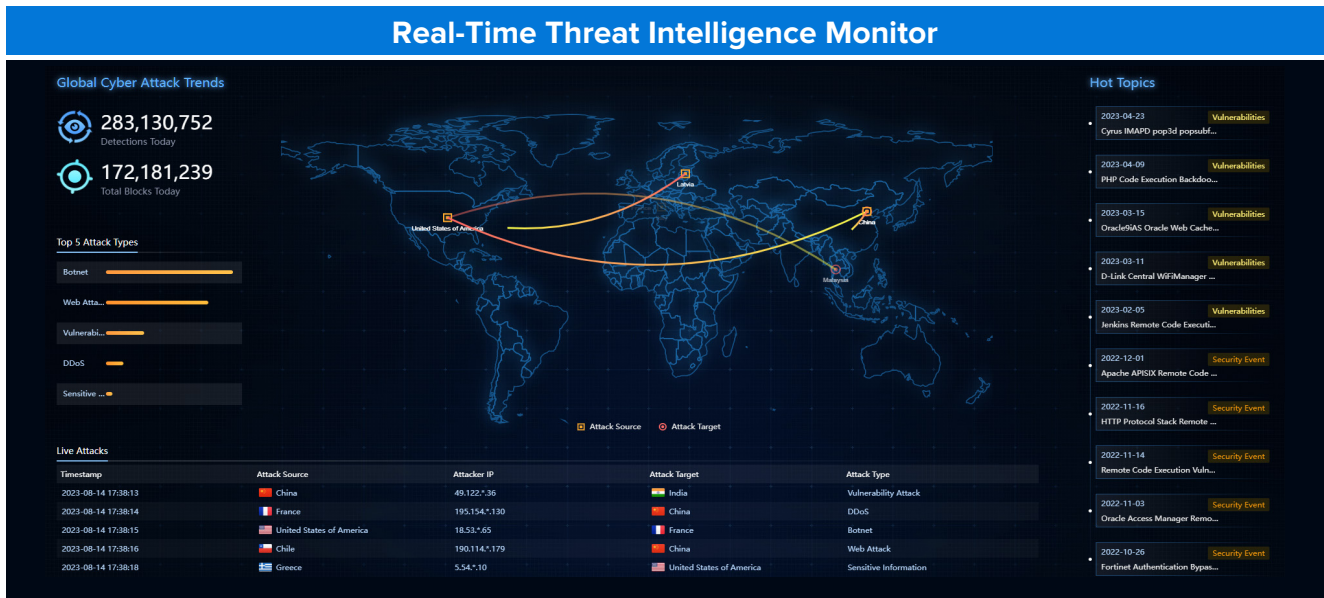 Real-Time Threat Intelligence Monitor
Global Cyber Attack Trends
283,130,752
Detections Today
172,181,239
Total Blocks Today
Top 5 Attack Types
Botnet
Web Atta...
Vulnerabi...
DDoS
Sensitive ...
Latvia
United States of America
China
Malaysia
Attack Source
Attack Target
Live Attacks
Timestamp Attack Source Attacker IP Attack Target Attack Type
2023-08-14 17:38:13 China 49.122.*.36 India Vulnerability Attack
2023-08-14 17:38:14 France 195.154.*.130 China DDoS
2023-08-14 17:38:15 United States of America 18.53.*.65 France Botnet
2023-08-14 17:38:16 Chile 190.114.*.179 China Web Attack
2023-08-14 17:38:18 Greece 5.54.*.10 United States of America Sensitive Information
Hot Topics
2023-04-23 Vulnerabilities
Cyrus IMAPD pop3d popsubf...
2023-04-09 Vulnerabilities
PHP Code Execution Backdoo...
2023-03-15 Vulnerabilities
Oracle9iAS Oracle Web Cache...
2023-03-11 Vulnerabilities
D-Link Central WiFiManager ...
2023-02-05 Vulnerabilities
Jenkins Remote Code Executi...
2022-12-01 Security Event
Apache APISIX Remote Code ...
2022-11-16 Security Event
HTTP Protocol Stack Remote ...
2022-11-14 Security Event
Remote Code Execution Vuln...
2022-11-03 Security Event
Oracle Access Manager Remo...
2022-10-26 Security Event
Fortinet Authentication Bypas...